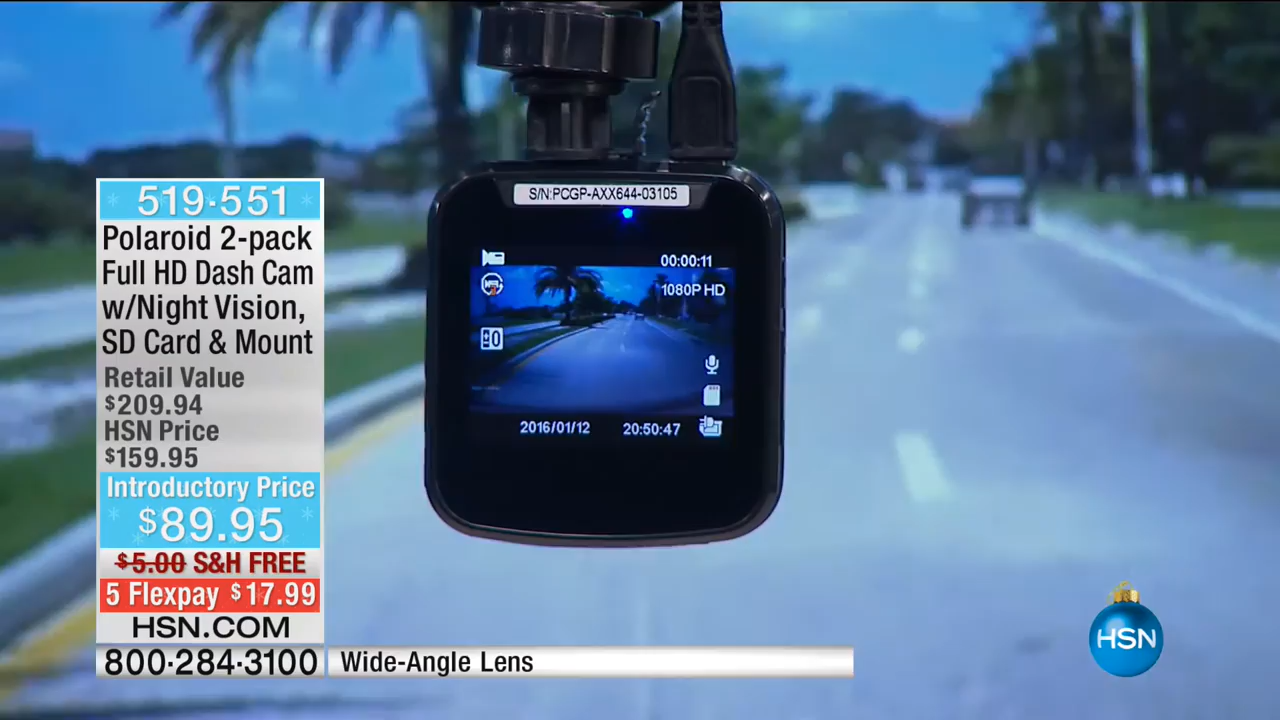 519·551
Polaroid 2-pack
Full HD Dash Cam
w/Night Vision,
SD Card & Mount
Retail Value
$209.94
HSN Price
$159.95
Introductory Price
$89.95
$5.00 S&H FREE
5 Flexpay $17.99
HSN.COM
800·284·3100
Wide-Angle Lens
S/N:PCGP-AXX644-03105
00:00:11
1080P HD
0
2016/01/12 20:50:47
HSN